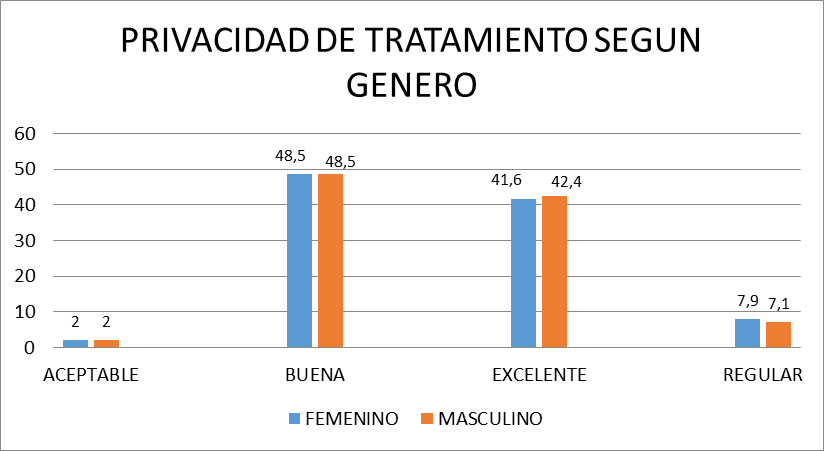 PRIVACIDAD DE TRATAMIENTO SEGUN
GENERO
60
50
40
30
20
10
0
2 2
48,5 48,5
41,6 42,4
7,9 7,1
ACEPTABLE BUENA EXCELENTE REGULAR
FEMENINO MASCULINO